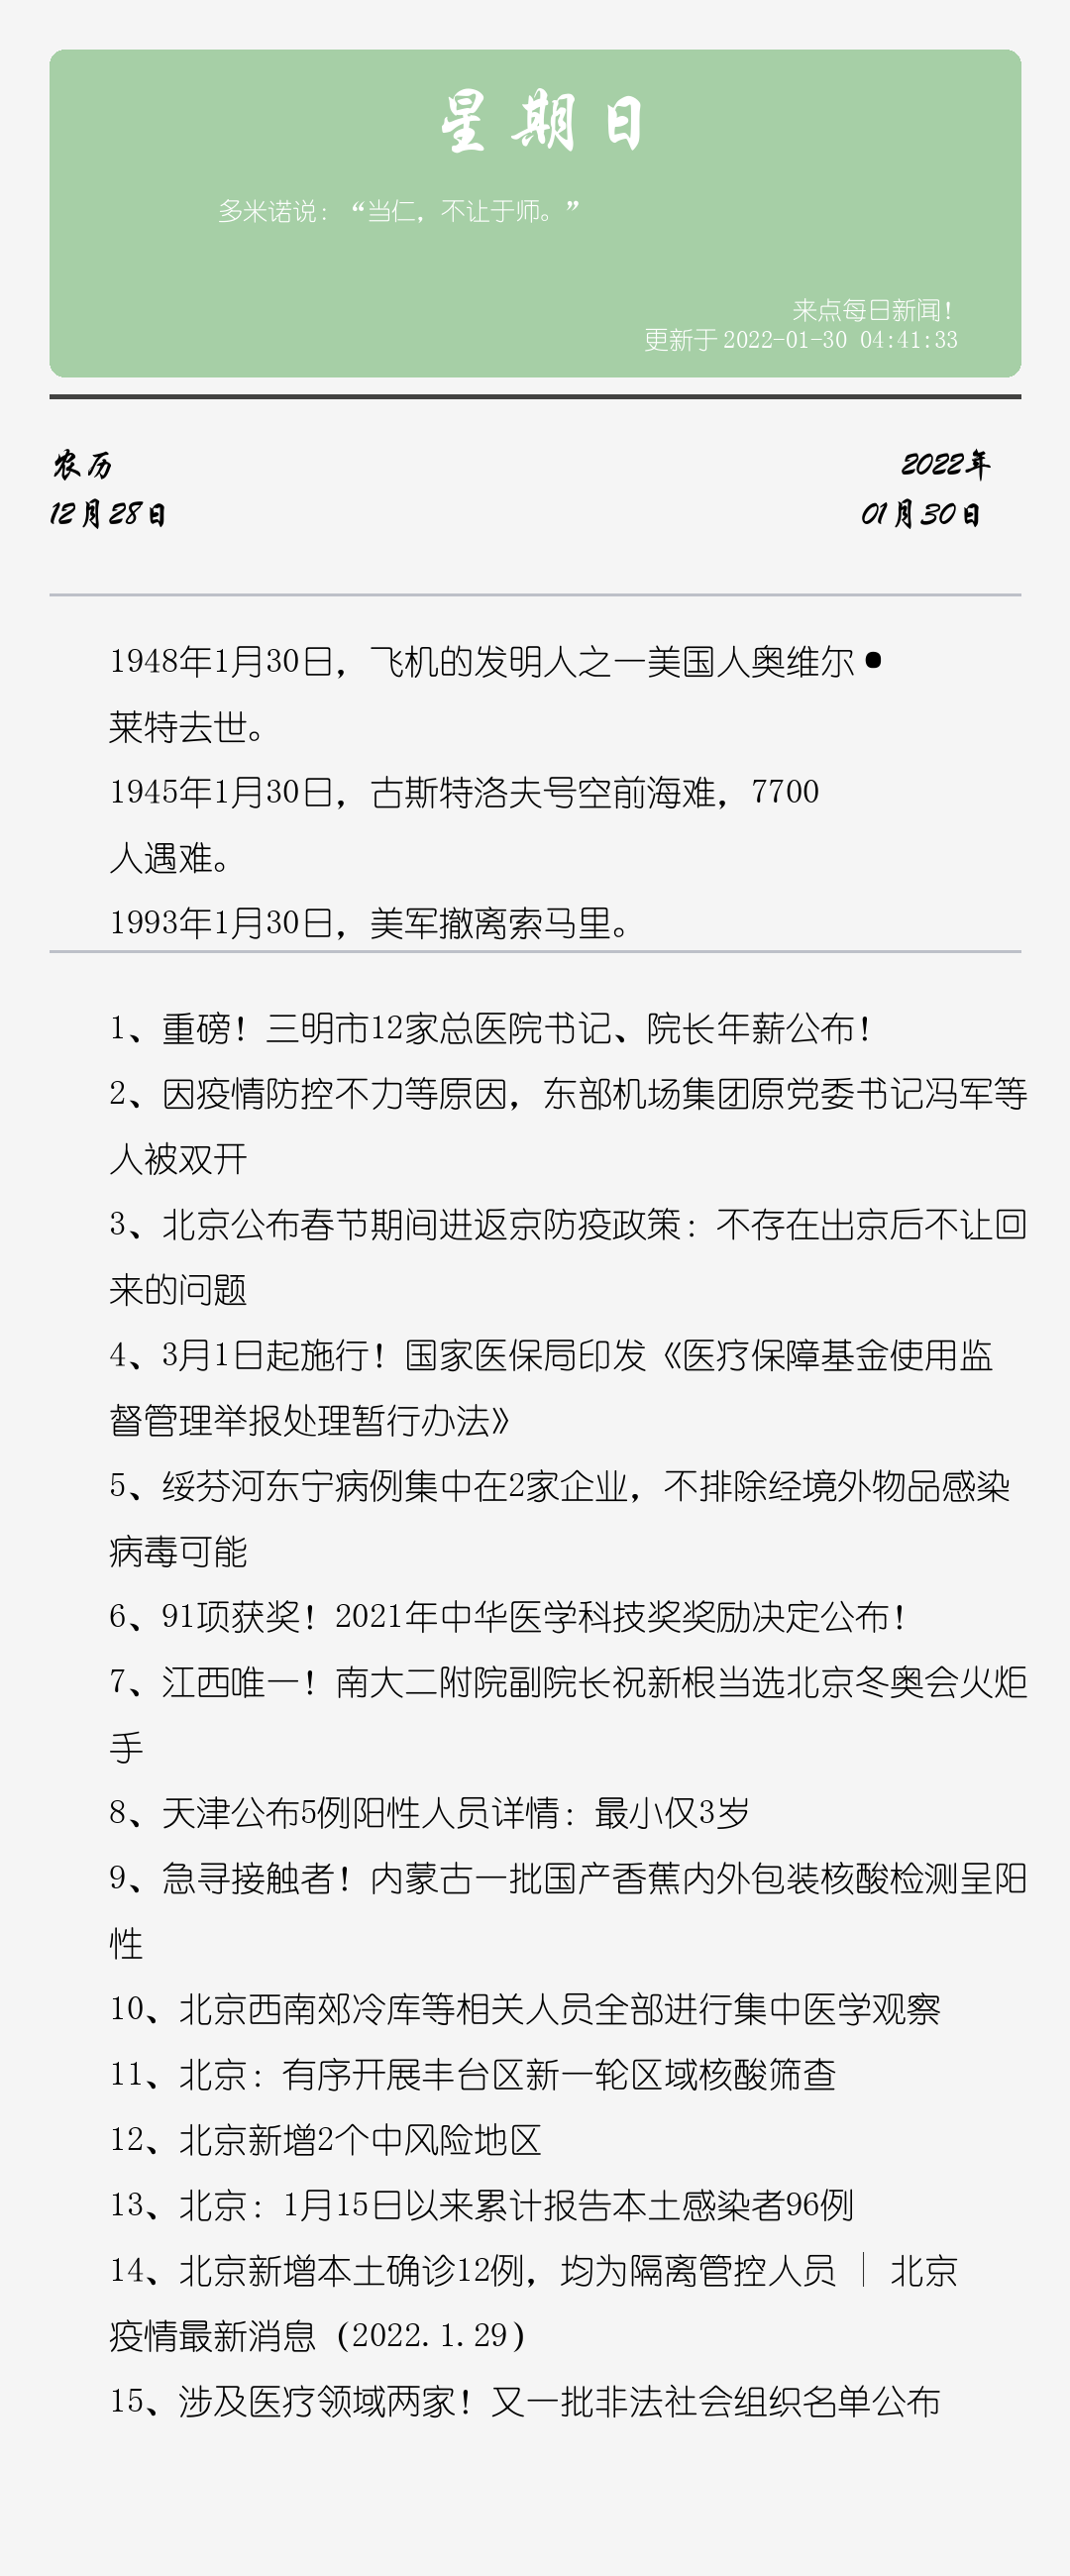 星期日
多米诺说：“当仁，不让于师。”
来点每日新闻！
更新于 2022-01-30 04:41:33
农历
12月28日
2022年
01月30日
1948年1月30日，飞机的发明人之一美国人奥维尔•
莱特去世。
1945年1月30日，古斯特洛夫号空前海难，7700
人遇难。
1993年1月30日，美军撤离索马里。
1、重磅！三明市12家总医院书记、院长年薪公布！
2、因疫情防控不力等原因，东部机场集团原党委书记冯军等
人被双开
3、北京公布春节期间进返京防疫政策：不存在出京后不让回
来的问题
4、3月1日起施行！国家医保局印发《医疗保障基金使用监
督管理举报处理暂行办法》
5、绥芬河东宁病例集中在2家企业，不排除经境外物品感染
病毒可能
6、91项获奖！2021年中华医学科技奖奖励决定公布！
7、江西唯一！南大二附院副院长祝新根当选北京冬奥会火炬
手
8、天津公布5例阳性人员详情：最小仅3岁
9、急寻接触者！内蒙古一批国产香蕉内外包装核酸检测呈阳
性
10、北京西南郊冷库等相关人员全部进行集中医学观察
11、北京：有序开展丰台区新一轮区域核酸筛查
12、北京新增2个中风险地区
13、北京：1月15日以来累计报告本土感染者96例
14、北京新增本土确诊12例，均为隔离管控人员 ｜ 北京
疫情最新消息（2022.1.29）
15、涉及医疗领域两家！又一批非法社会组织名单公布